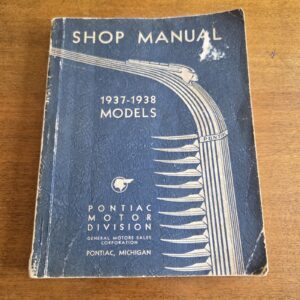 SHOP MANUAL
1937-1938
MODELS
PONTIAC
MOTOR
DIVISION
GENERAL MOTORS SALES
CORPORATION
PONTIAC, MICHIGAN